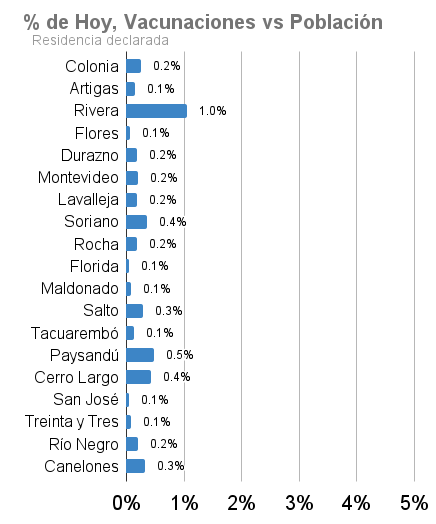 % de Hoy, Vacunaciones vs Población
Residencia declarada
Colonia 0.2%
Artigas 0.1%
Rivera 1.0%
Flores 0.1%
Durazno 0.2%
Montevideo 0.2%
Lavalleja 0.2%
Soriano 0.4%
Rocha 0.2%
Florida 0.1%
Maldonado 0.1%
Salto 0.3%
Tacuarembó 0.1%
Paysandú 0.5%
Cerro Largo 0.4%
San José 0.1%
Treinta y Tres 0.1%
Río Negro 0.2%
Canelones 0.3%
0% 1% 2% 3% 4% 5%